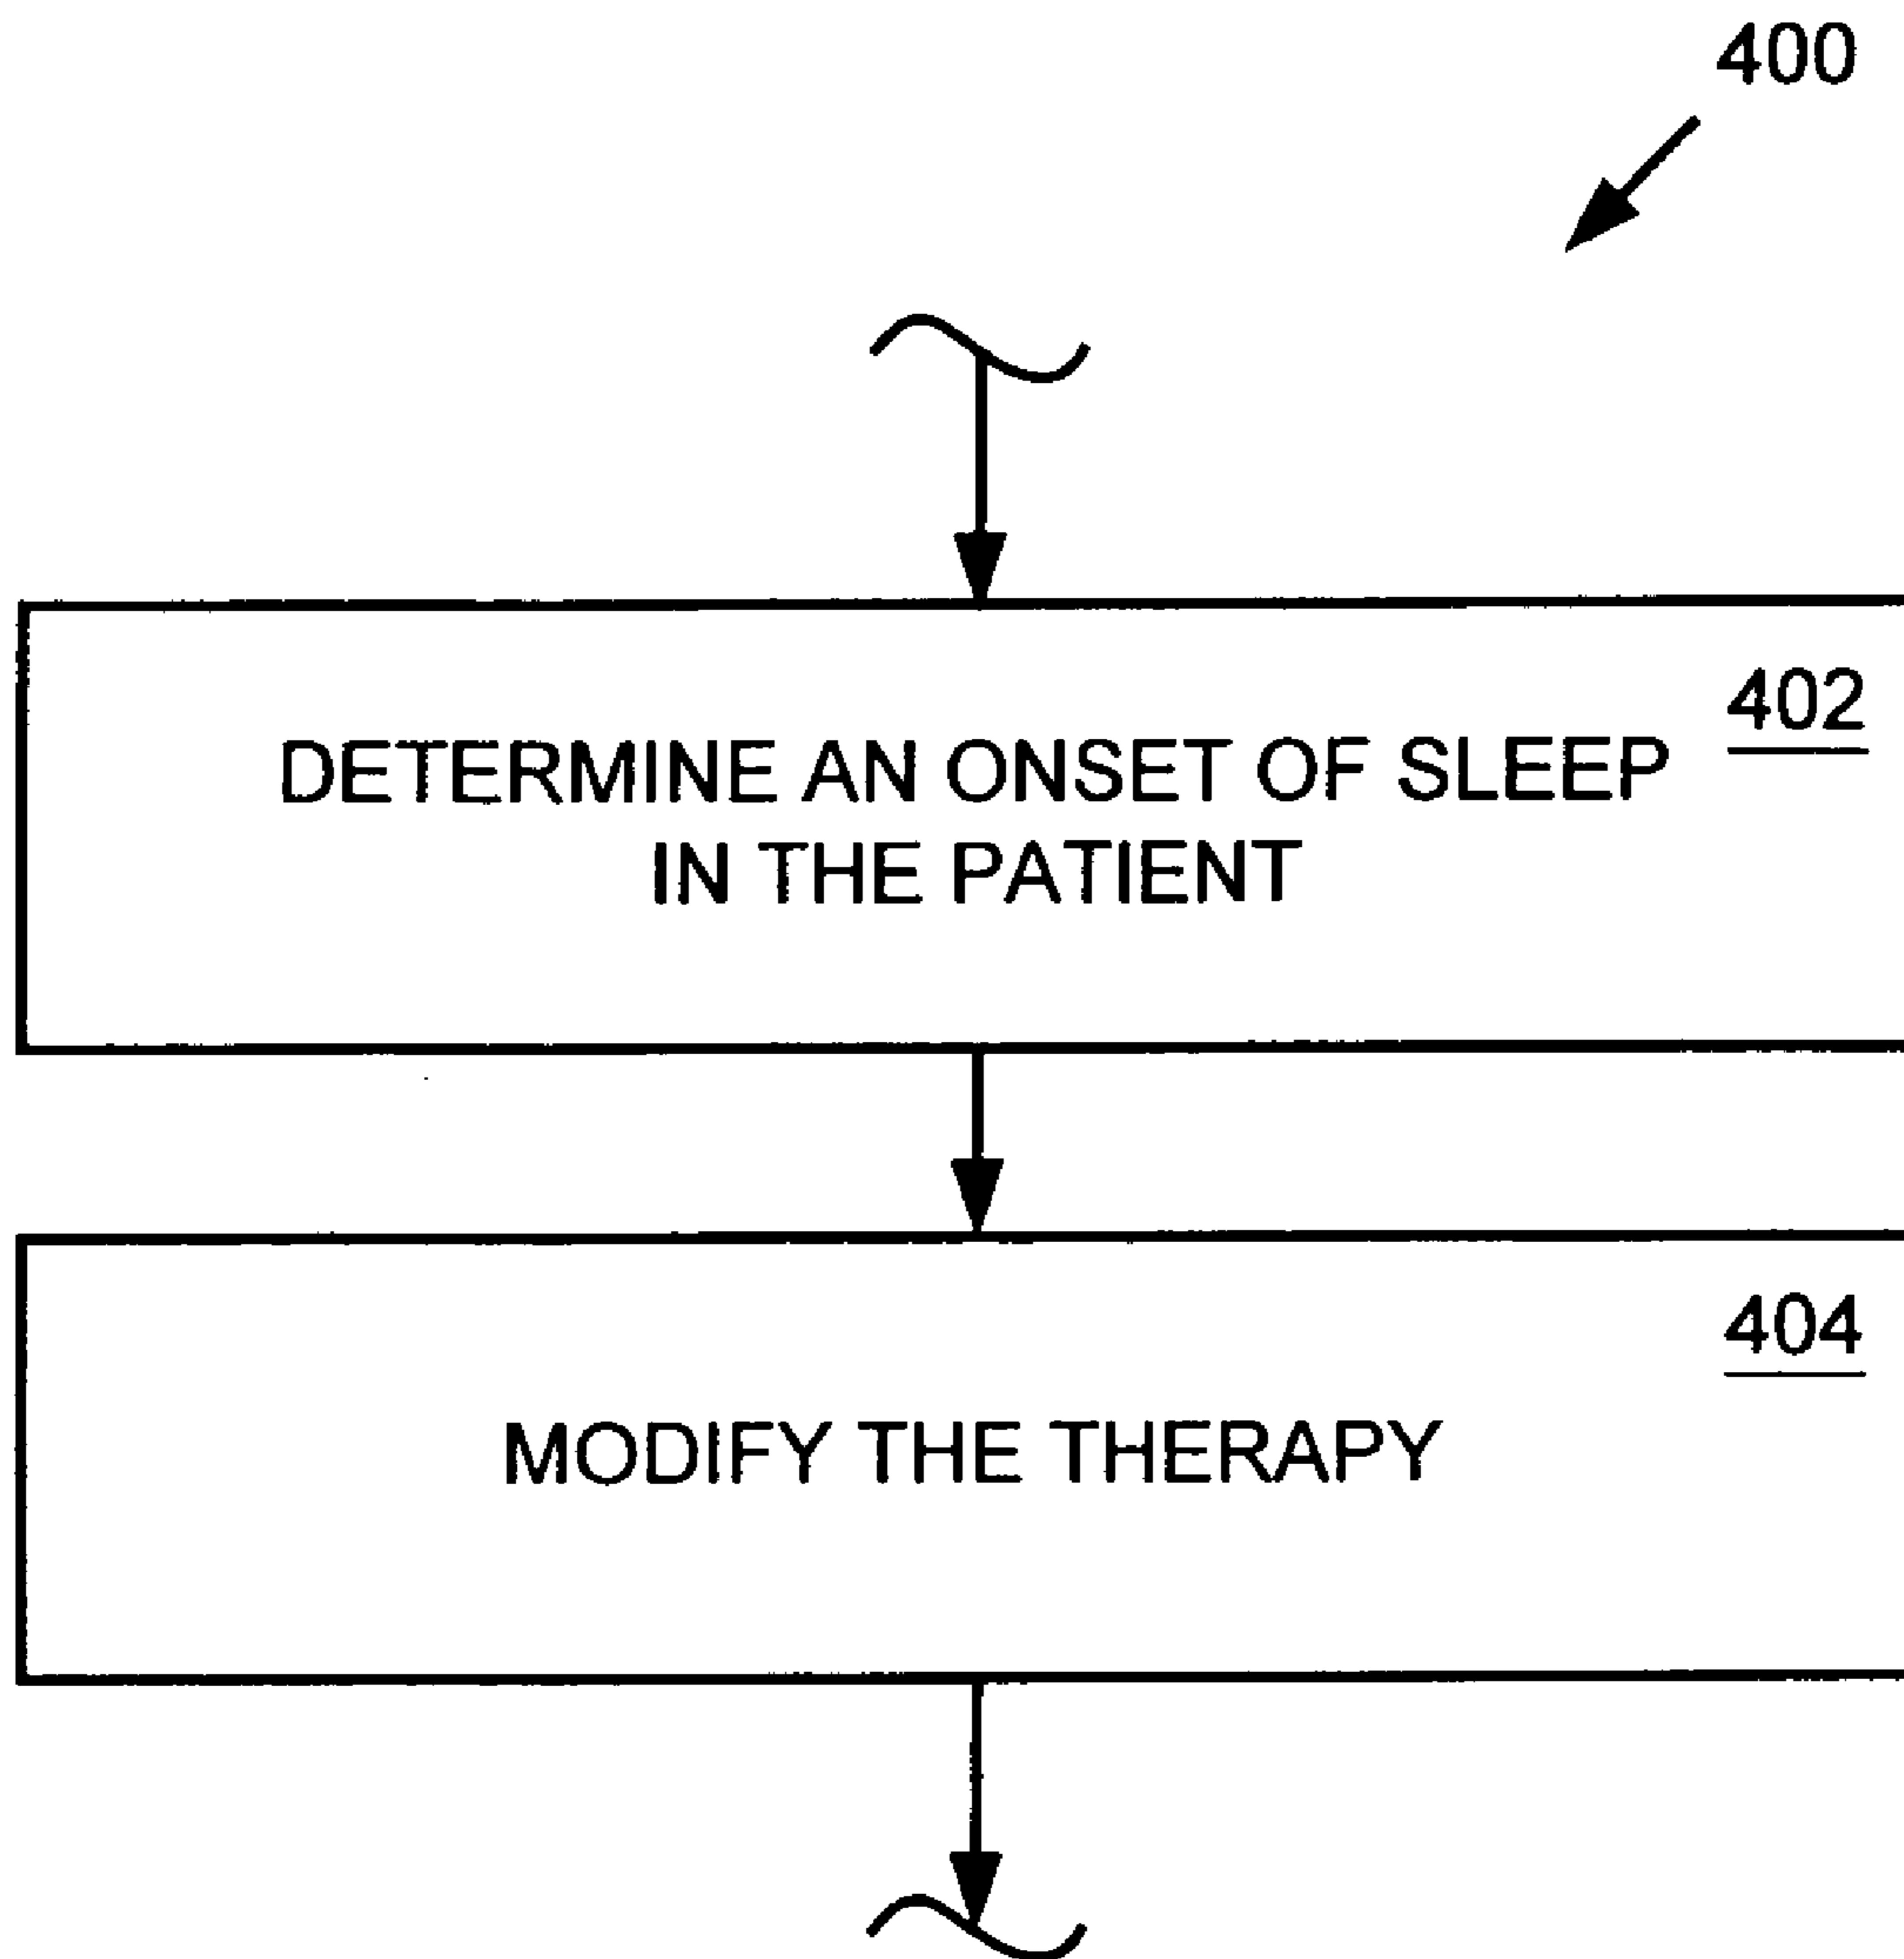 400
402
DETERMINE AN ONSET OF SLEEP
IN THE PATIENT
404
MODIFY THE THERAPY